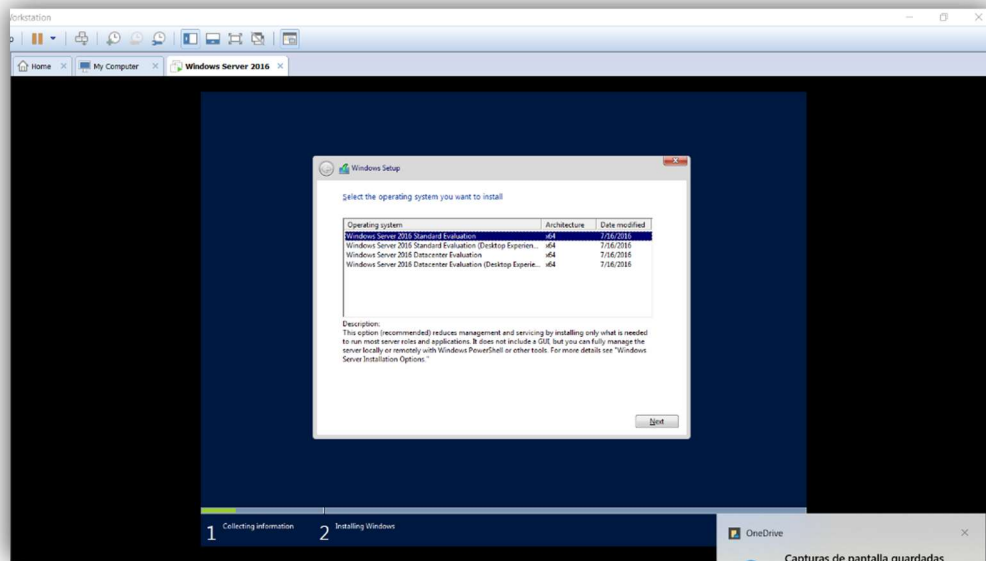 Workstation
Home
My Computer
Windows Server 2016
Windows Setup
Select the operating system you want to install
Operating system Architecture Date modified
Windows Server 2016 Standard Evaluation x64 7/16/2016
Windows Server 2016 Standard Evaluation (Desktop Experien... x64 7/16/2016
Windows Server 2016 Datacenter Evaluation x64 7/16/2016
Windows Server 2016 Datacenter Evaluation (Desktop Experie... x64 7/16/2016
Description:
This option (recommended) reduces management and servicing by installing only what is needed
to run most server roles and applications. It does not include a GUI, but you can fully manage the
server locally or remotely with Windows PowerShell or other tools. For more details see "Windows
Server Installation Options."
Next
1 Collecting information 2 Installing Windows
OneDrive
Capturas de pantalla guardadas